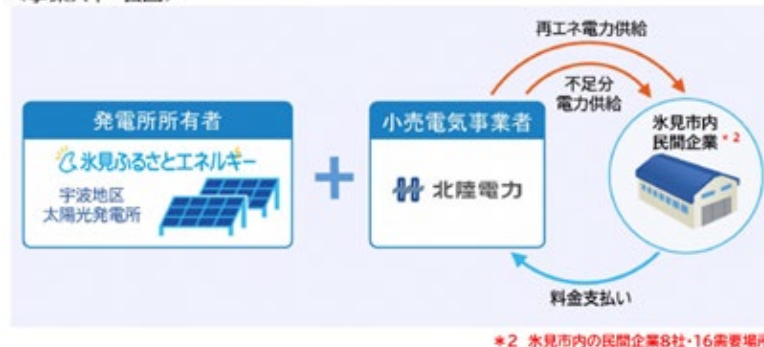 再エネ電力供給
不足分
電力供給
発電所所有者
氷見ふるさとエネルギー
宇波地区
太陽光発電所
+
小売電気事業者
北陸電力
氷見市内
民間企業*2
料金支払い
*2 氷見市内の民間企業8社・16需要場所